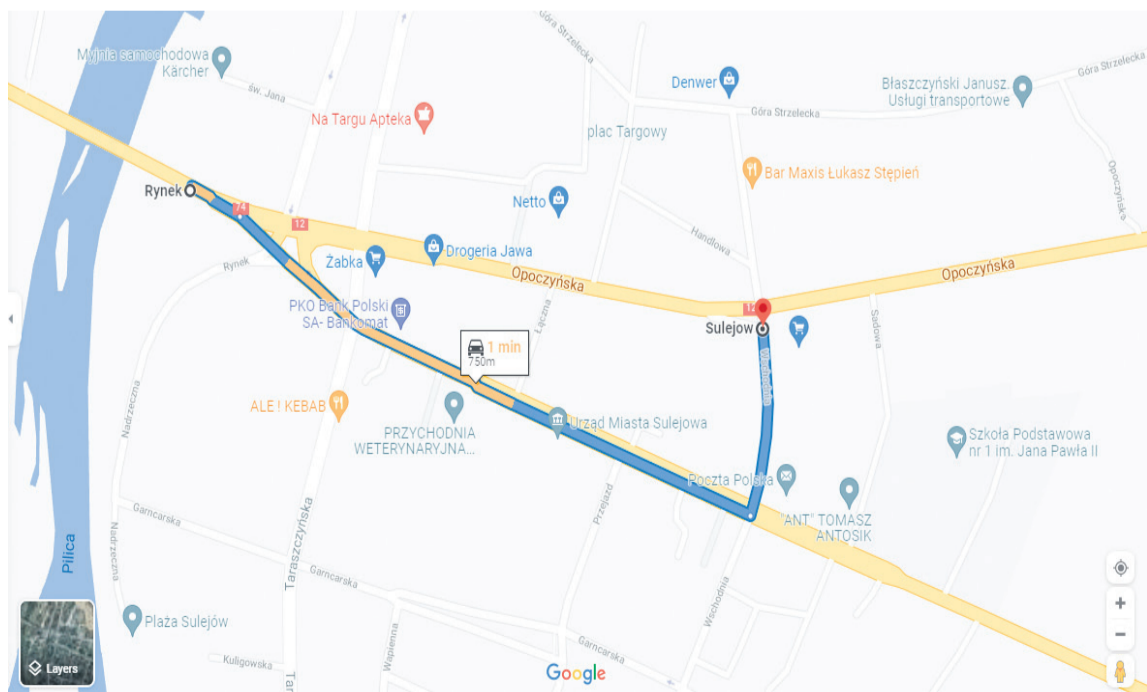 Góra Strzelecka
Myjnia samochodowa
Kärcher
św. Jana
Denwer
Góra Strzelecka
Błaszczyński Janusz.
Usługi transportowe
Góra Strzelecka
Na Targu Apteka
plac Targowy
Bar Maxis Łukasz Stępień
Opoczyńska
Rynek
74
12
Netto
Handlowa
Rynek
Żabka
Drogeria Jawa
Opoczyńska
Opoczyńska
PKO Bank Polski
SA- Bankomat
Łączna
12
Sulejow
Sadowa
1 min
750m
Nadrzeczna
ALE ! KEBAB
PRZYCHODNIA
WETERYNARYJNA...
Urząd Miasta Sulejowa
Szkoła Podstawowa
nr 1 im. Jana Pawła II
Poczta Polska
"ANT" TOMASZ
ANTOSIK
Przejazd
Garncarska
Nadrzeczna
Pilica
Taraszczyńska
Garncarska
Wschodnia
Plaża Sulejów
Wapienna
Garncarska
Kuligowska
Layers
Tar
Google